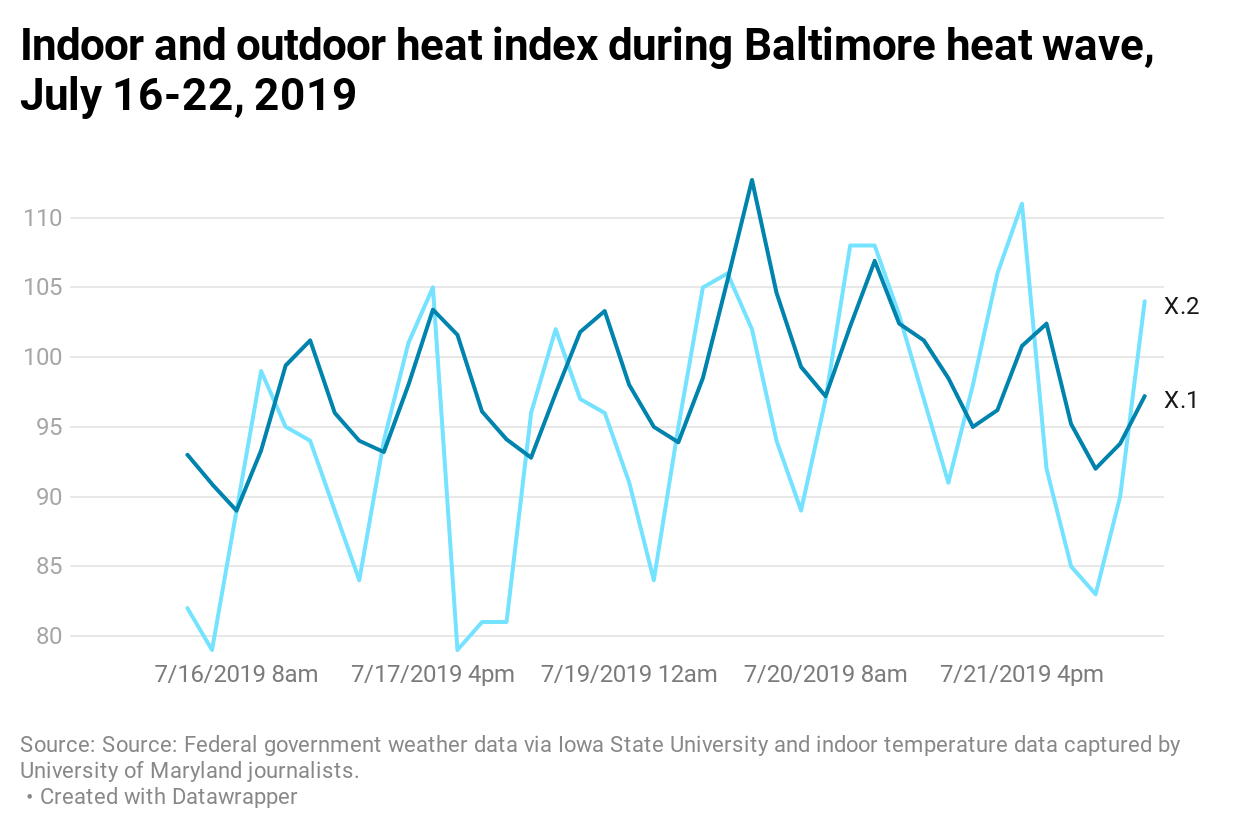 Indoor and outdoor heat index during Baltimore heat wave,
July 16-22, 2019
110
105
X.2
100
X.1
95
90
85
80
7/16/2019 8am 7/17/2019 4pm 7/19/2019 12am 7/20/2019 8am 7/21/2019 4pm
Source: Source: Federal government weather data via Iowa State University and indoor temperature data captured by
University of Maryland journalists.
• Created with Datawrapper